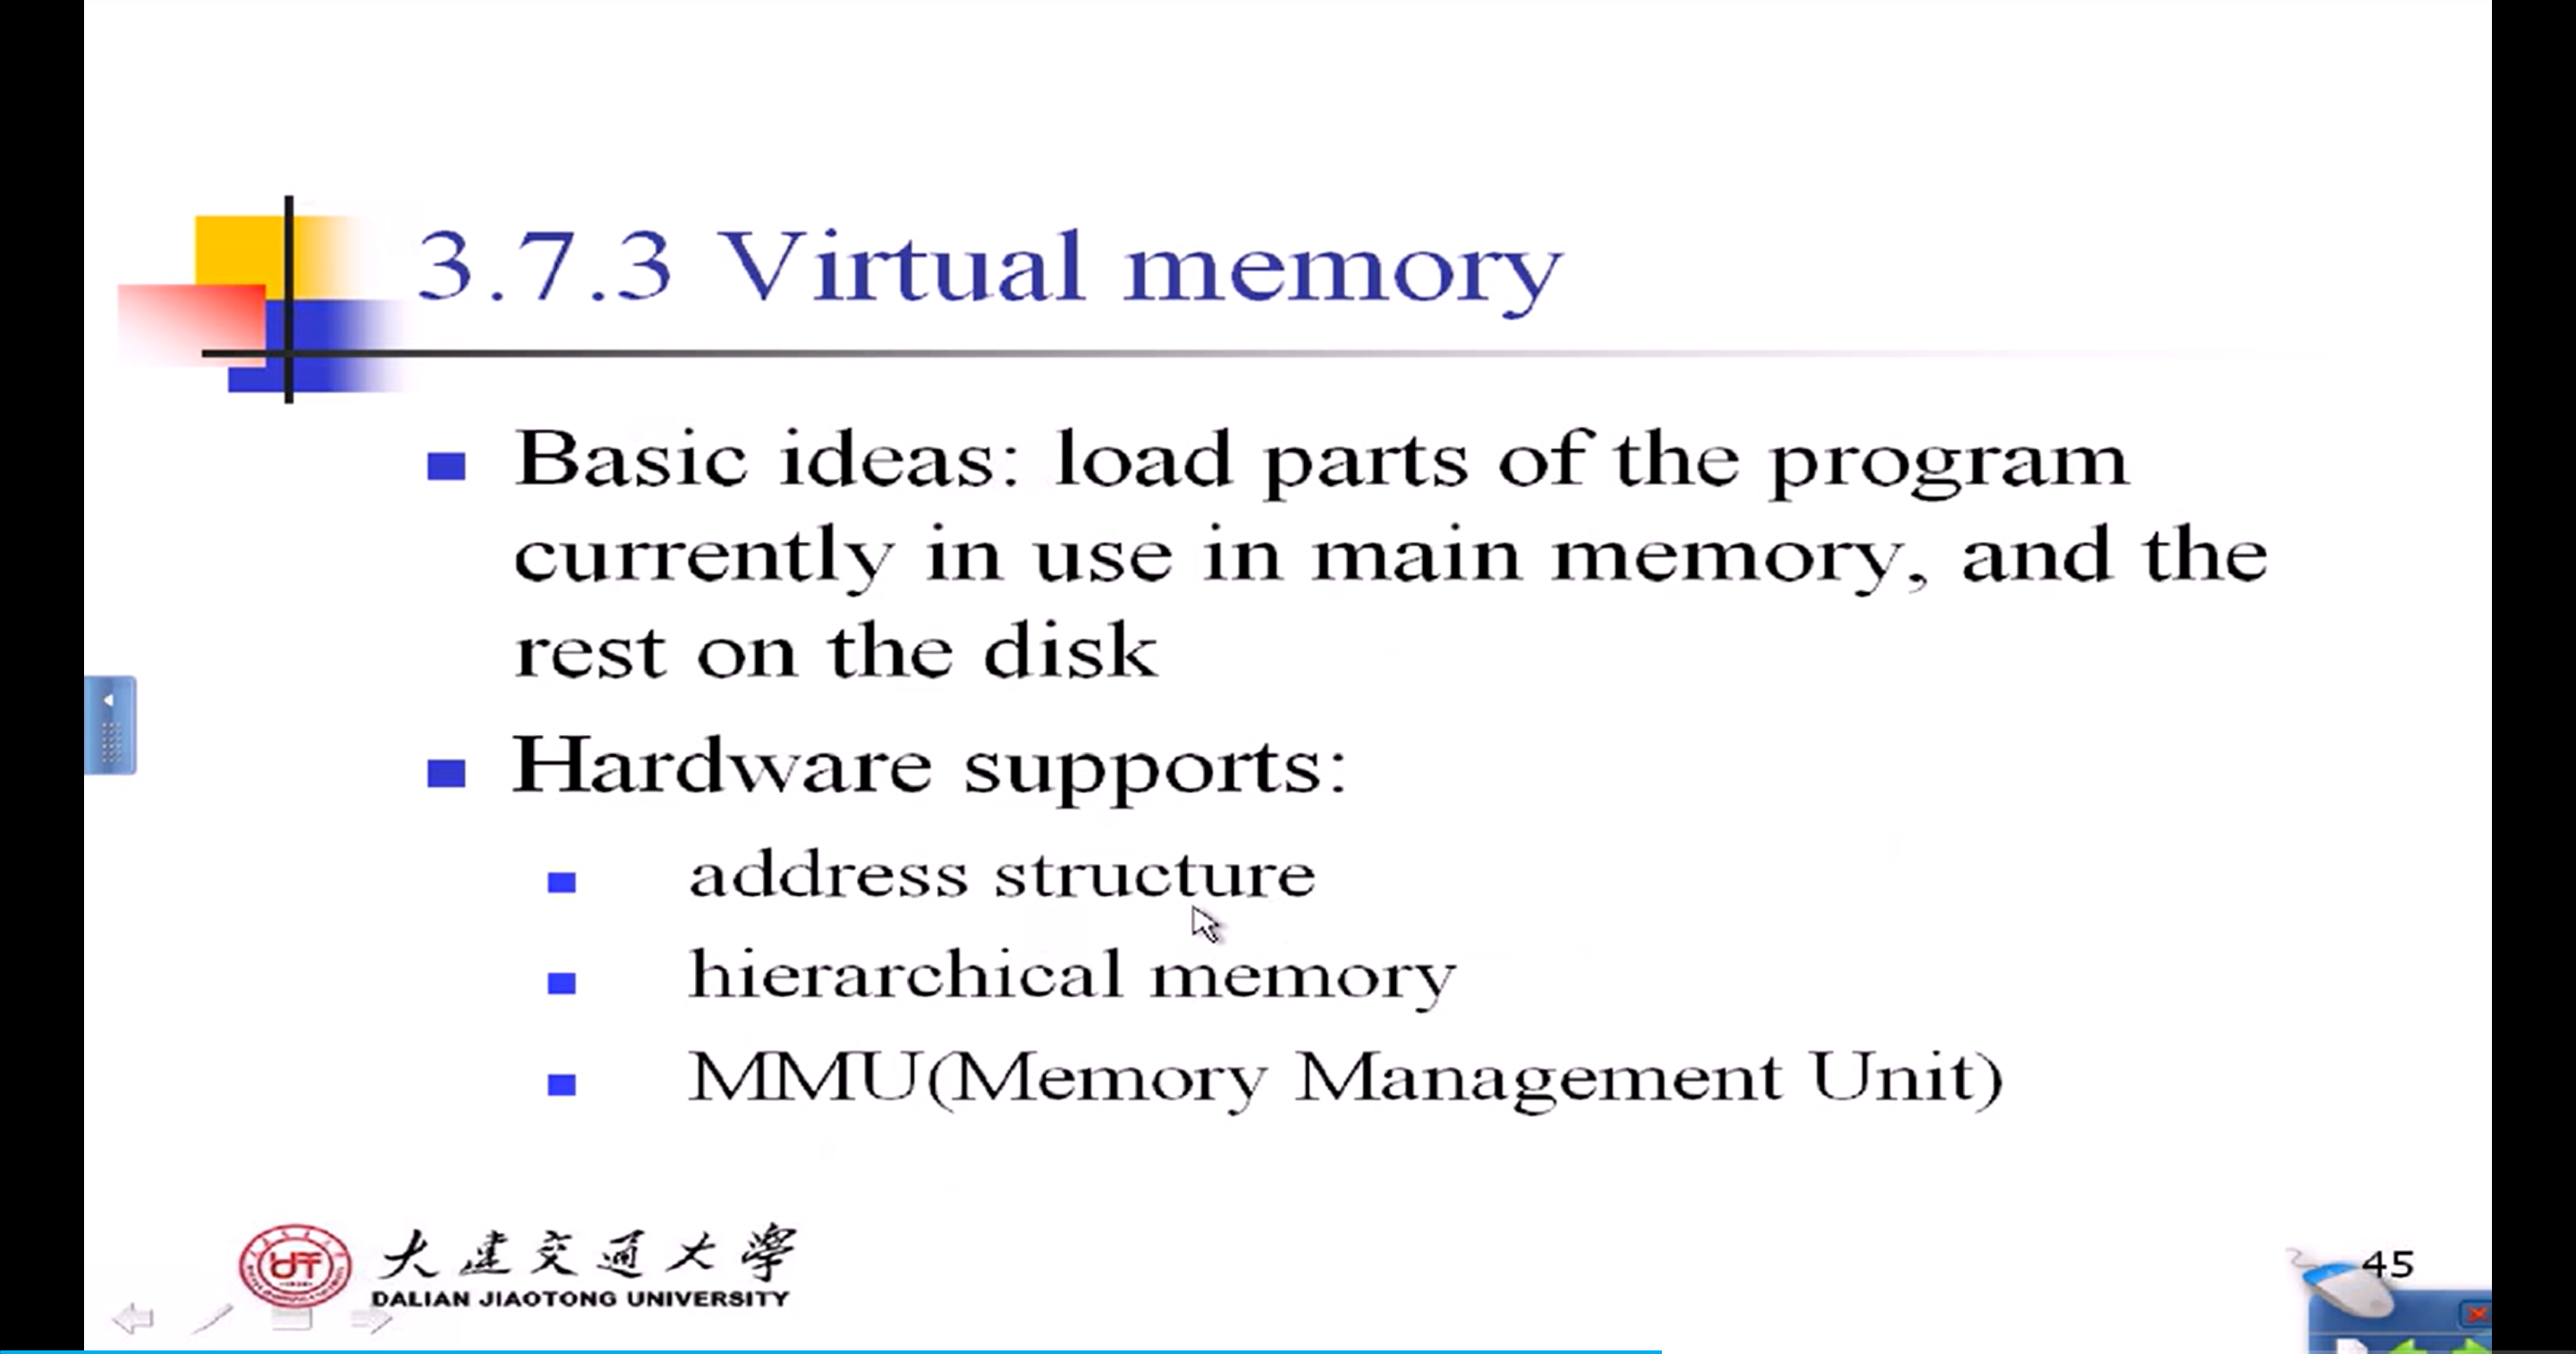 3.7.3 Virtual memory
Basic ideas: load parts of the program
currently in use in main memory, and the
rest on the disk
Hardware supports:
address structure
hierarchical memory
MMU(Memory Management Unit)
大连交通大學
DALIAN JIAOTONG UNIVERSITY
45